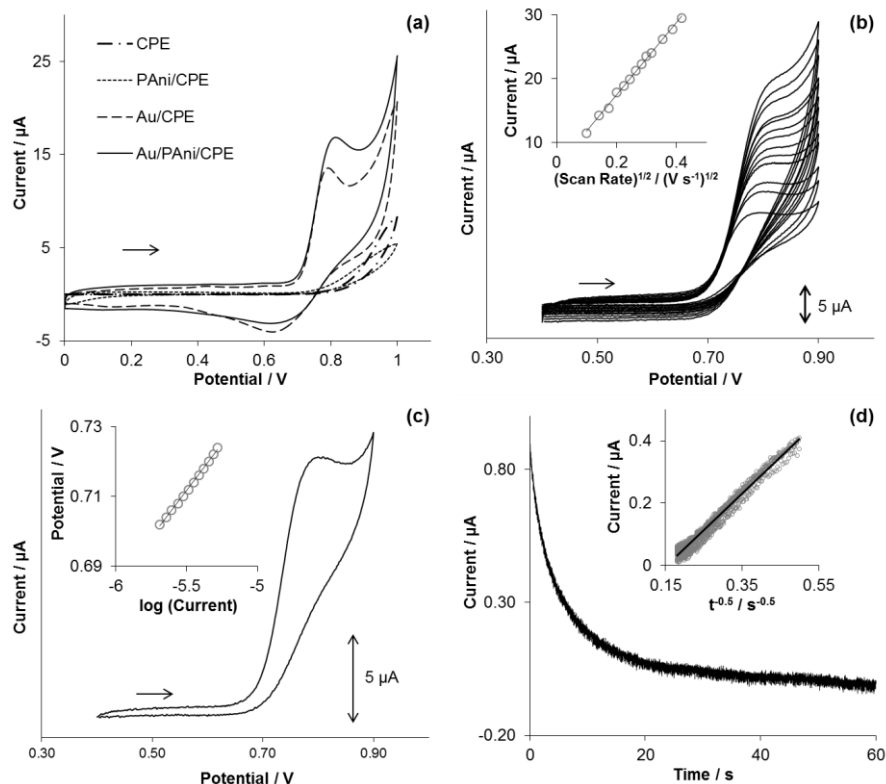 (a)
CPE
PAni/CPE
Au/CPE
Au/PAni/CPE
25
15
5
-5
0
0.2
0.4
0.6
0.8
1
Current / µA
Potential / V
(b)
30
20
10
0
0.2
0.4
Current / µA
(Scan Rate)1/2 / (V s-1)1/2
5 µA
0.30
0.50
0.70
0.90
Current / µA
Potential / V
(c)
0.73
0.71
0.69
-6
-5.5
-5
Potential / V
log (Current)
5 µA
0.30
0.50
0.70
0.90
Current / µA
Potential / V
(d)
0.4
0.2
0
0.15
0.35
0.55
Current / µA
t-0.5 / s-0.5
0.80
0.30
-0.20
0
20
40
60
Current / µA
Time / s